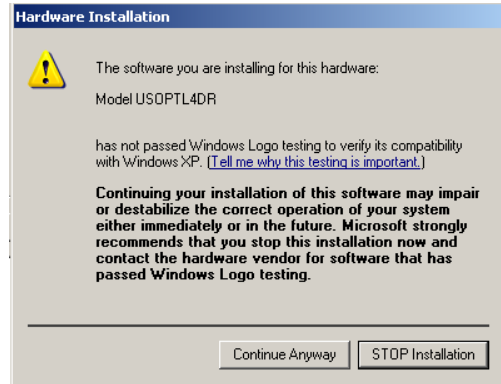 Hardware Installation
The software you are installing for this hardware:
Model USOPTL4DR
has not passed Windows Logo testing to verify its compatibility
with Windows XP. (Tell me why this testing is important.)
Continuing your installation of this software may impair
or destabilize the correct operation of your system
either immediately or in the future. Microsoft strongly
recommends that you stop this installation now and
contact the hardware vendor for software that has
passed Windows Logo testing.
Continue Anyway STOP Installation